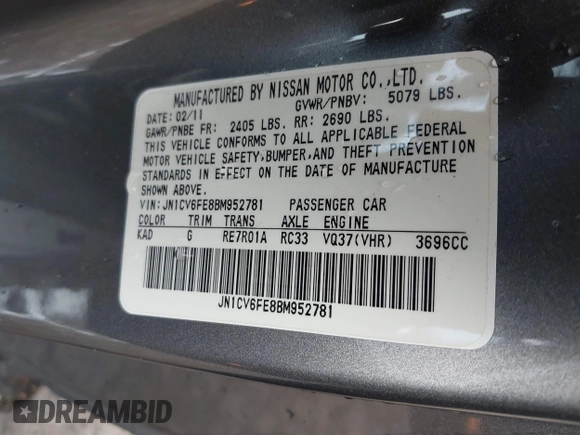 MANUFACTURED BY NISSAN MOTOR CO.,LTD.
DATE: 02/11 GVWR/PNBV: 5079 LBS.
GAWR/PNBE FR: 2405 LBS. RR: 2690 LBS.
THIS VEHICLE CONFORMS TO ALL APPLICABLE FEDERAL
MOTOR VEHICLE SAFETY,BUMPER,AND THEFT PREVENTION
STANDARDS IN EFFECT ON THE DATE OF MANUFACTURE
SHOWN ABOVE.
VIN:JN1CV6FE8BM952781 PASSENGER CAR
COLOR TRIM TRANS AXLE ENGINE
KAD G RE7R01A RC33 VQ37(VHR) 3696CC
JN1CV6FE8BM952781
DREAMBID